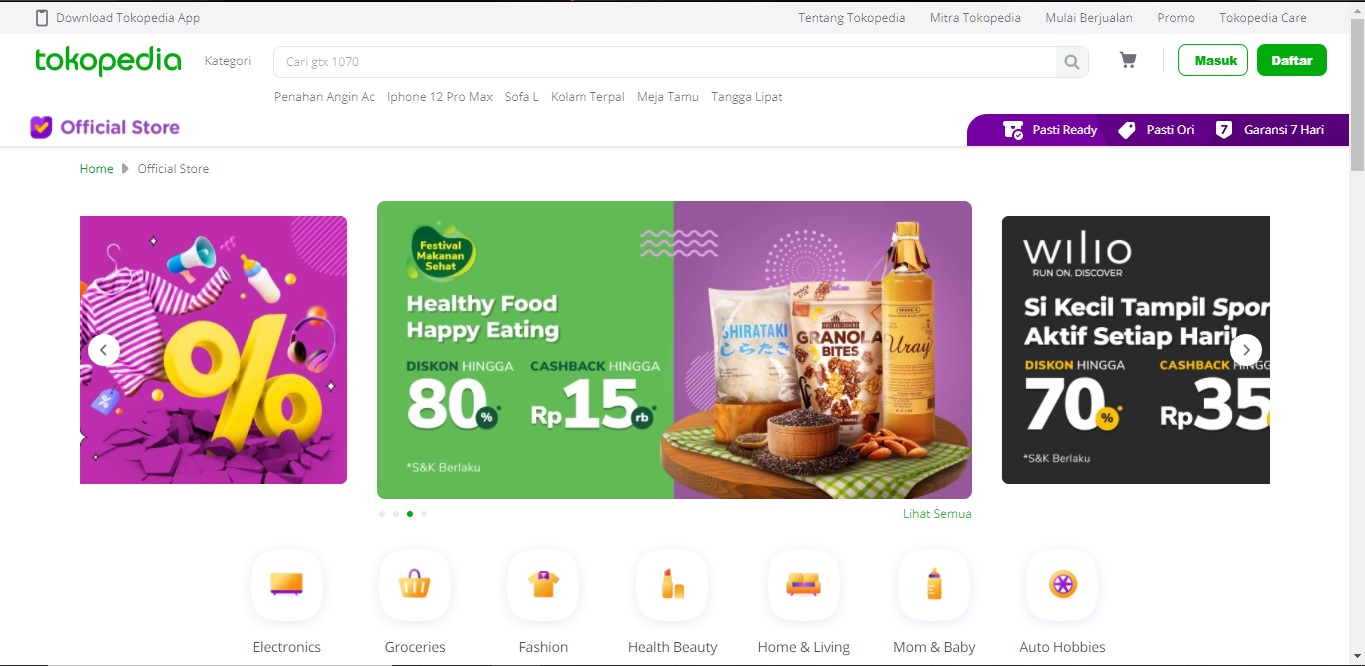 Download Tokopedia App
Tentang Tokopedia Mitra Tokopedia Mulai Berjualan Promo Tokopedia Care
tokopedia
Kategori
Cari gtx 1070
Masuk
Daftar
Penahan Angin Ac Iphone 12 Pro Max Sofa L Kolam Terpal Meja Tamu Tangga Lipat
Official Store
Pasti Ready
Pasti Ori
7
Garansi 7 Hari
Home Official Store
%
%
Festival
Makanan
Sehat
Healthy Food
Happy Eating
DISKON HINGGA CASHBACK HINGGA
80%* Rp15rb*
*S&K Berlaku
SHIRATAKI
しらたき
GRANOLA
BITES
Uray
wilio
RUN ON, DISCOVER
Si Kecil Tampil Spor
Aktif Setiap Hari!
DISKON HINGGA CASHBACK HINGG
70%* Rp35
*S&K Berlaku
Lihat Semua
Electronics Groceries Fashion Health Beauty Home & Living Mom & Baby Auto Hobbies